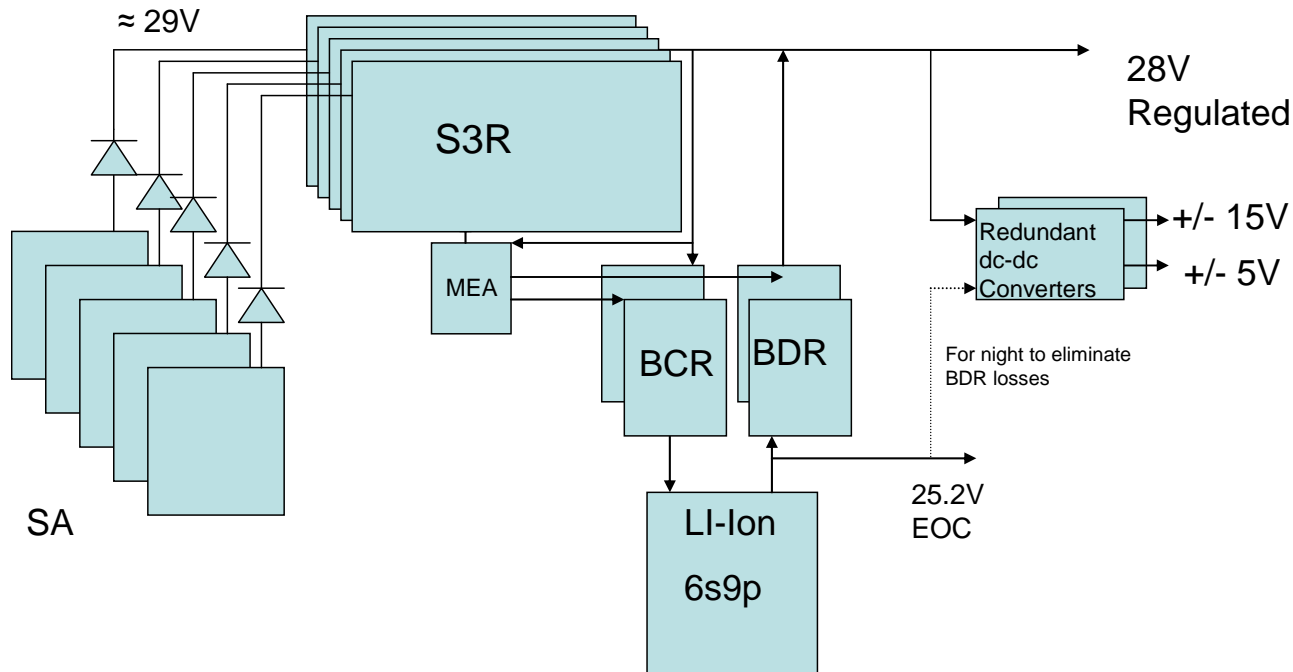 ≈ 29V
28V
Regulated
S3R
Redundant
dc-dc
Converters
+/- 15V
+/- 5V
MEA
BCR
BDR
For night to eliminate
BDR losses
25.2V
EOC
SA
LI-Ion
6s9p